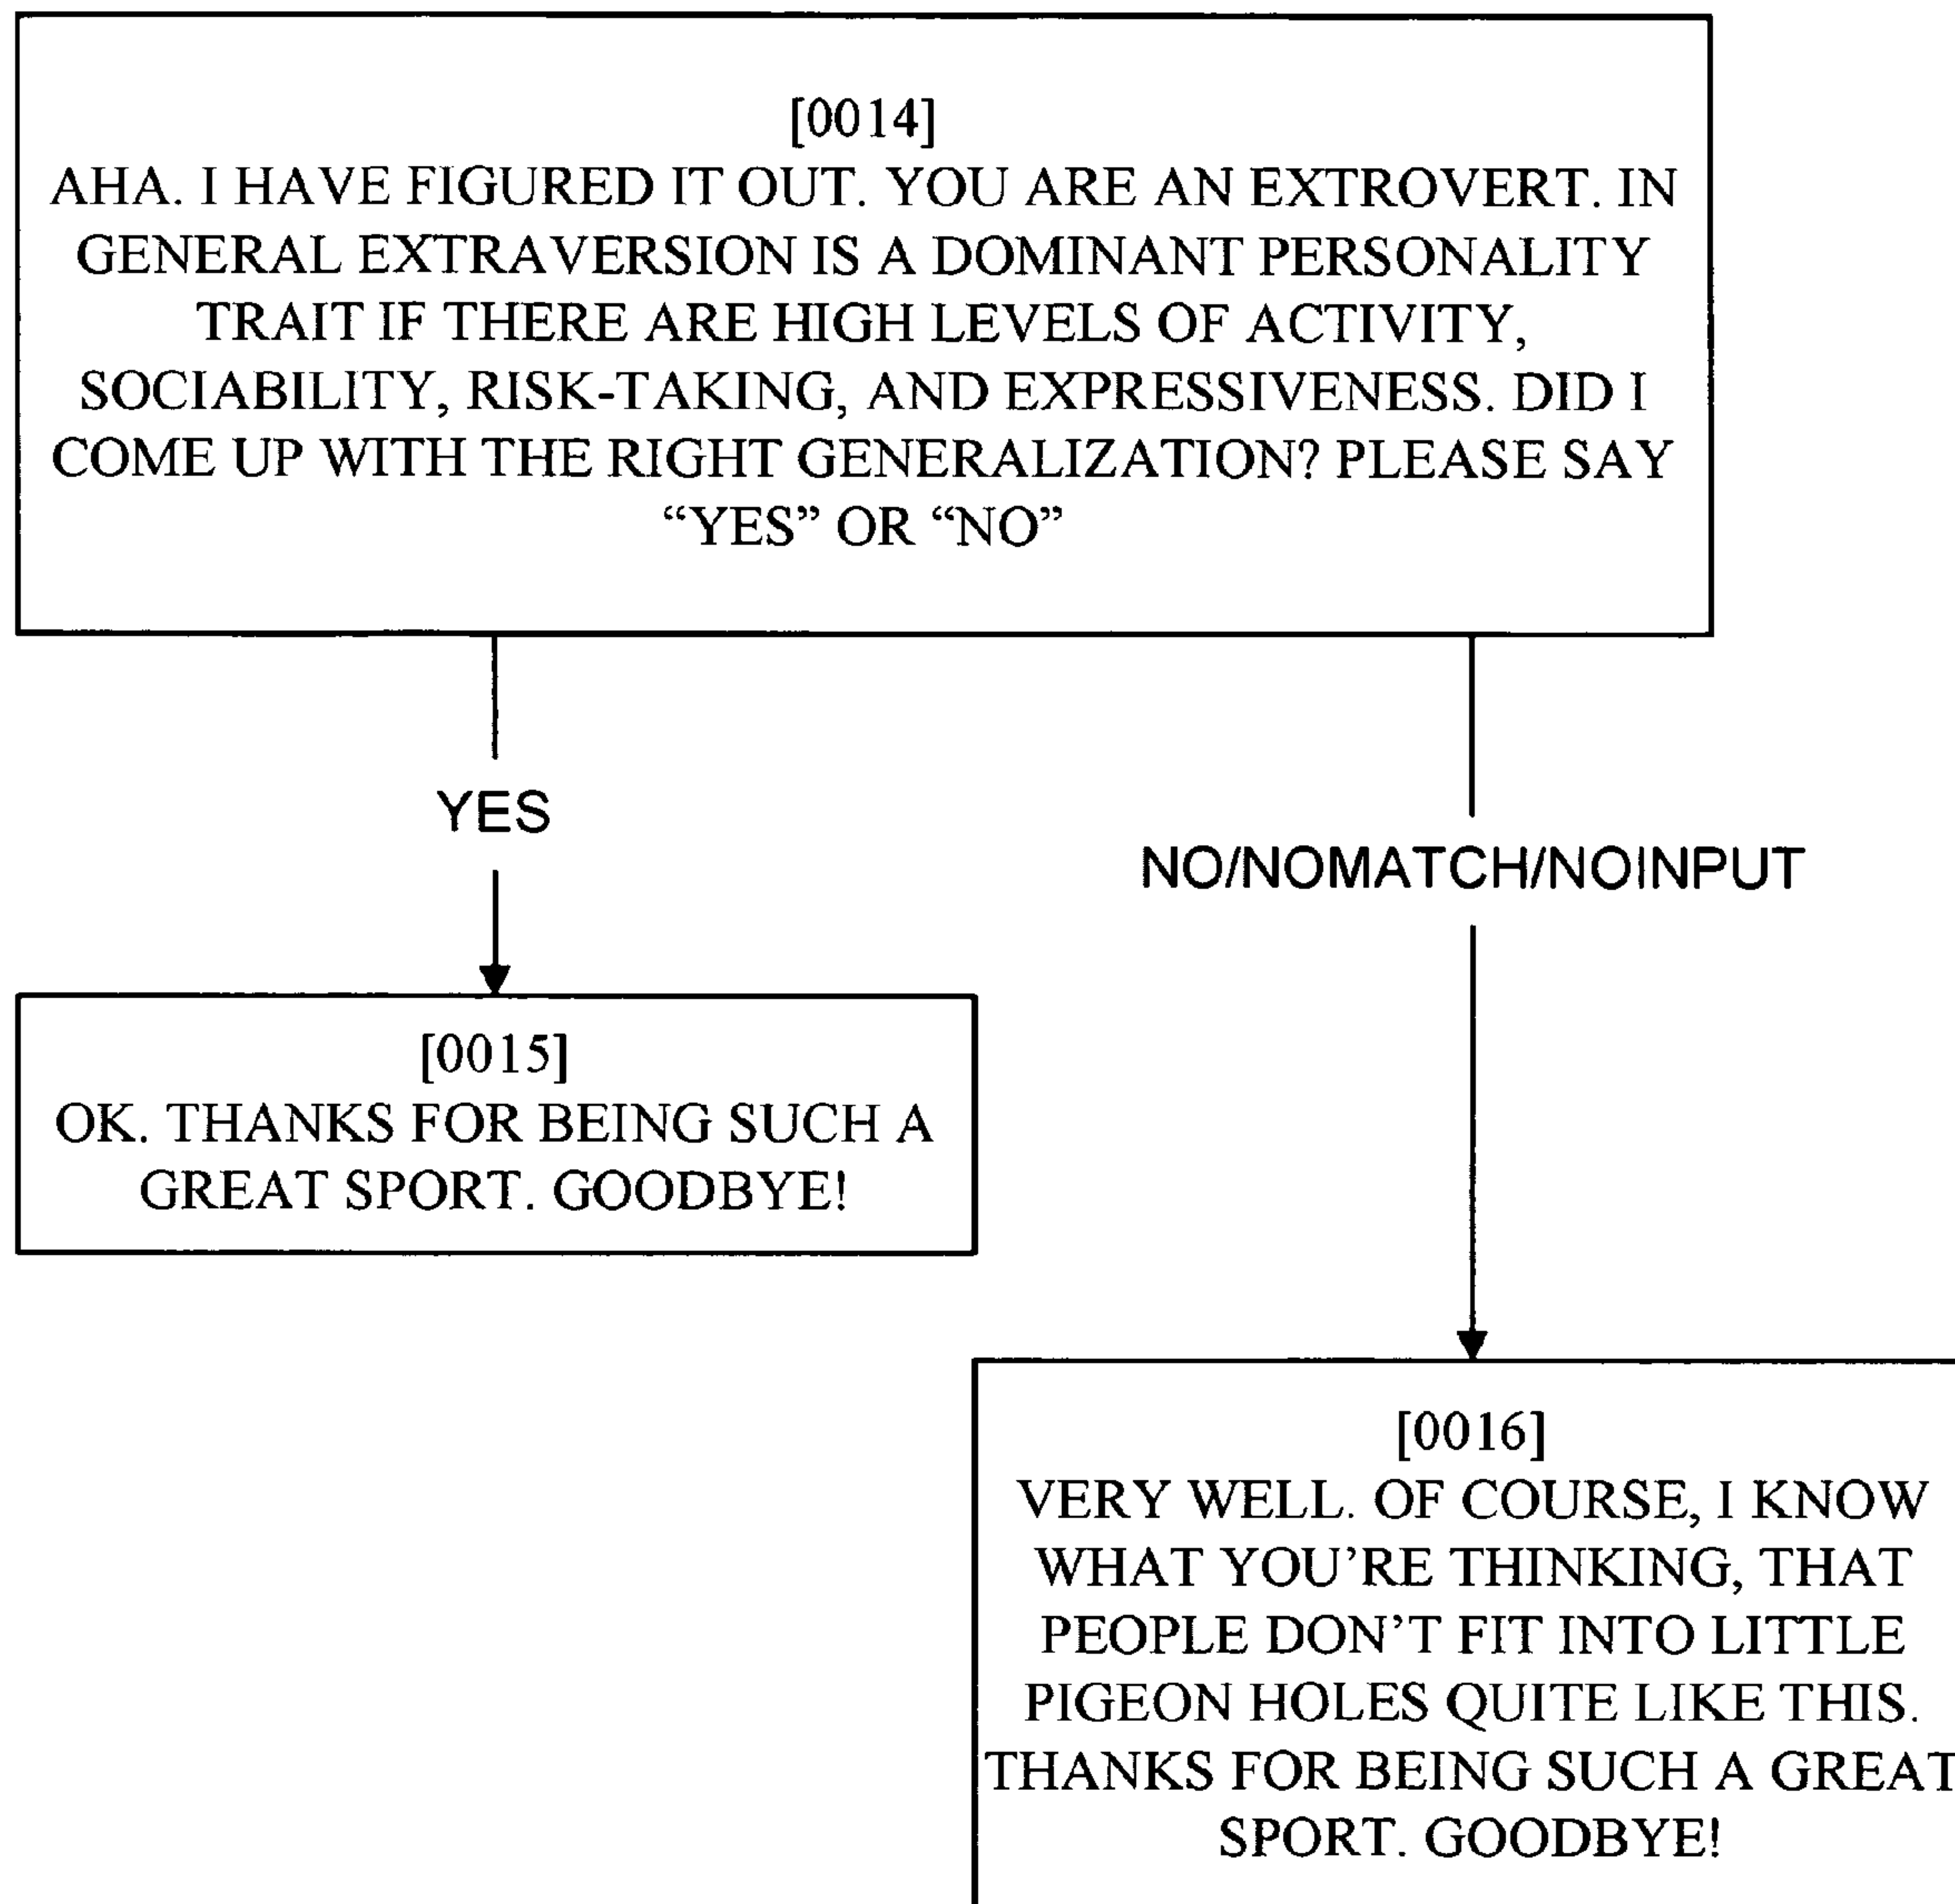 [0014]
AHA. I HAVE FIGURED IT OUT. YOU ARE AN EXTROVERT. IN
GENERAL EXTRAVERSION IS A DOMINANT PERSONALITY
TRAIT IF THERE ARE HIGH LEVELS OF ACTIVITY,
SOCIABILITY, RISK-TAKING, AND EXPRESSIVENESS. DID I
COME UP WITH THE RIGHT GENERALIZATION? PLEASE SAY
“YES” OR “NO”
YES
NO/NOMATCH/NOINPUT
[0015]
OK. THANKS FOR BEING SUCH A
GREAT SPORT. GOODBYE!
[0016]
VERY WELL. OF COURSE, I KNOW
WHAT YOU’RE THINKING, THAT
PEOPLE DON’T FIT INTO LITTLE
PIGEON HOLES QUITE LIKE THIS.
THANKS FOR BEING SUCH A GREAT
SPORT. GOODBYE!